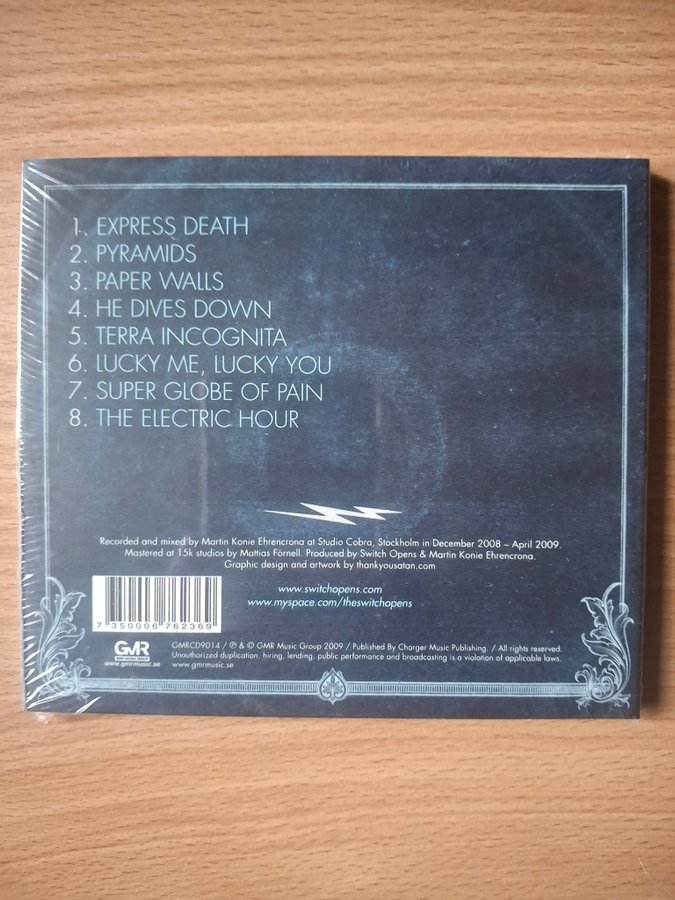 1. EXPRESS DEATH
2. PYRAMIDS
3. PAPER WALLS
4. HE DIVES DOWN
5. TERRA INCOGNITA
6. LUCKY ME, LUCKY YOU
7. SUPER GLOBE OF PAIN
8. THE ELECTRIC HOUR
Recorded and mixed by Martin Konie Ehrencrona at Studio Cobra, Stockholm in December 2008 – April 2009.
Mastered at 15k studios by Mattias Förnell. Produced by Switch Opens & Martin Konie Ehrencrona.
Graphic design and artwork by thankyousatan.com
www.switchopens.com
www.myspace.com/theswitchopens
7 350006 762369
GMR
www.gmrmusic.se
GMRCD9014 / ℗ & © GMR Music Group 2009 / Published By Charger Music Publishing. / All rights reserved.
Unauthorized duplication, hiring, lending, public performance and broadcasting is a violation of applicable laws.
www.gmrmusic.se